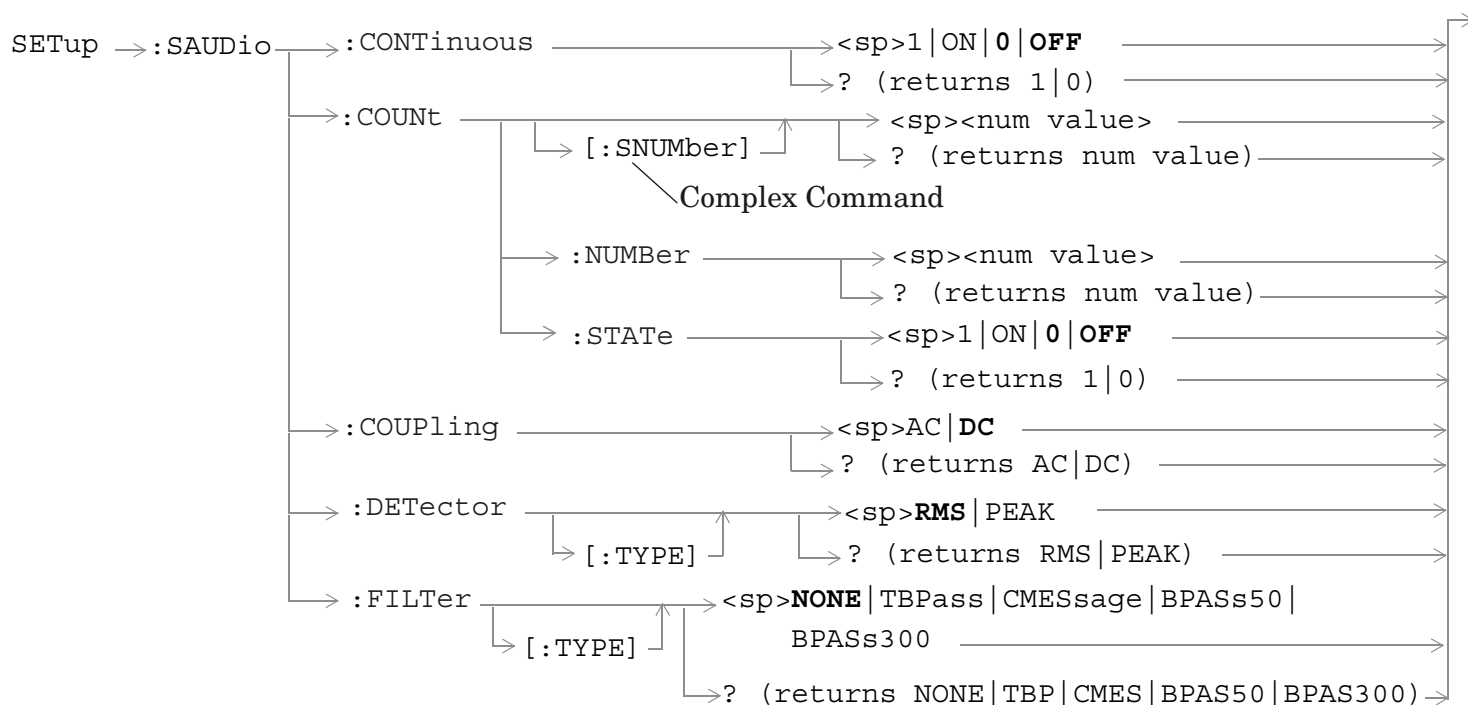 SETup :SAUDio :CONTinuous <sp>1|ON|0|OFF
? (returns 1|0)
:COUNt <sp><num value>
[:SNUMber] ? (returns num value)
Complex Command
:NUMBer <sp><num value>
? (returns num value)
:STATe <sp>1|ON|0|OFF
? (returns 1|0)
:COUPling <sp>AC|DC
? (returns AC|DC)
:DETector <sp>RMS|PEAK
[:TYPE] ? (returns RMS|PEAK)
:FILTer <sp>NONE|TBPass|CMESsage|BPASs50|
[:TYPE] BPASs300
? (returns NONE|TBP|CMES|BPAS50|BPAS300)